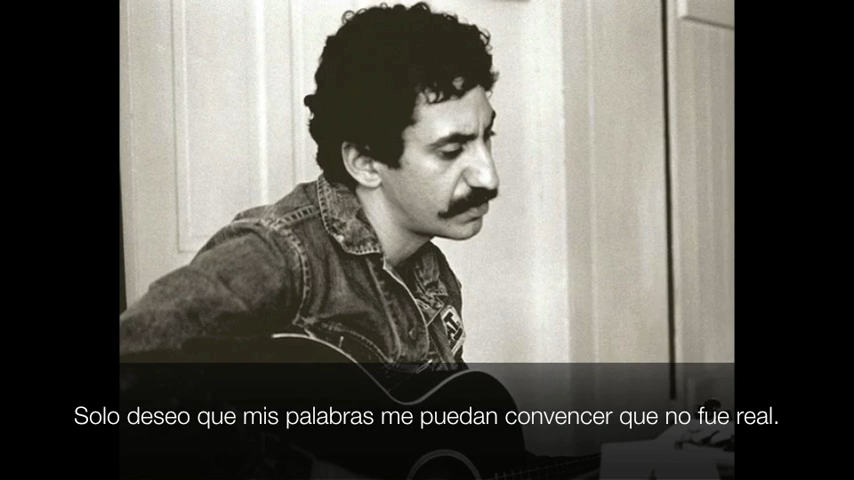 Solo deseo que mis palabras me puedan convencer que no fue real.